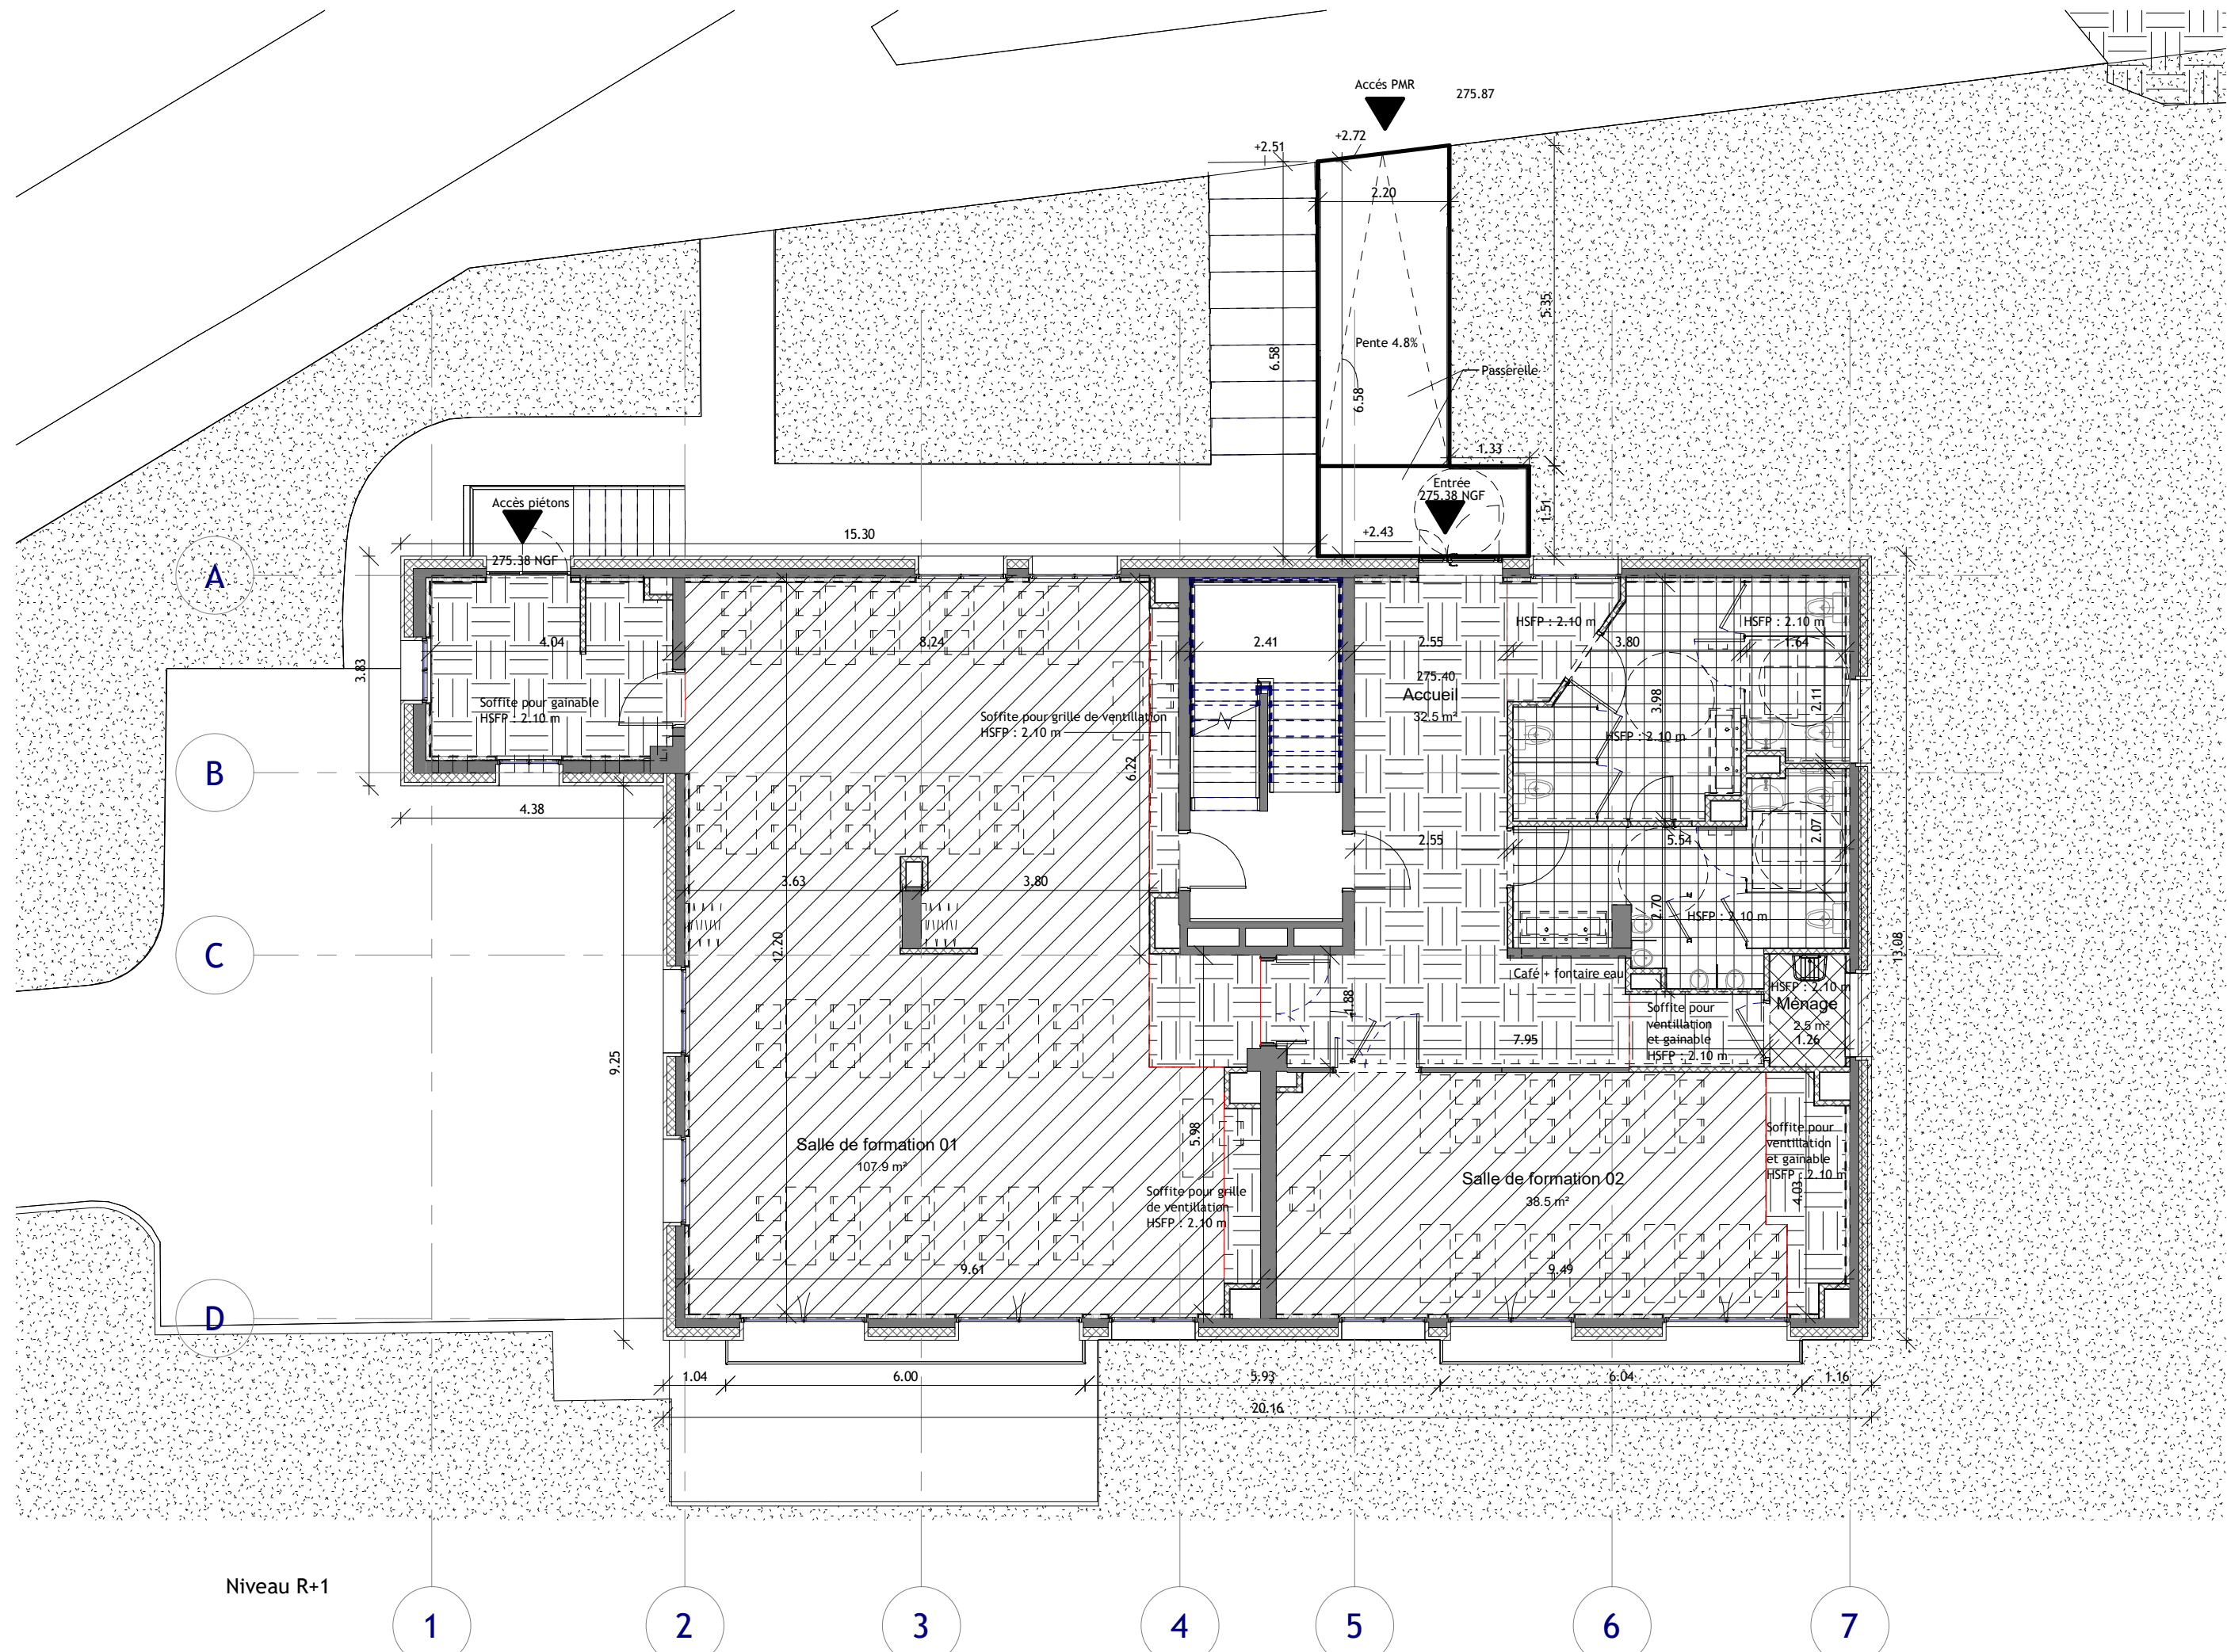 Accés PMR
275.87
+2.72
+2.51
2.20
5.35
6.58
Pente 4.8%
Passerelle
6.58
1.33
Entrée
275.38 NGF
1.51
+2.43
Accès piétons
275.38 NGF
15.30
A
3.83
4.04
8.24
2.41
2.55
HSFP : 2.10 m
3.80
HSFP : 2.10 m
1.64
275.40
Accueil
32.5 m²
3.98
2.11
HSFP : 2.10 m
Soffite pour gainable
HSFP : 2.10 m
Soffite pour grille de ventillation
HSFP : 2.10 m
6.22
B
4.38
2.55
5.54
2.07
3.63
3.80
2.70
HSFP : 2.10 m
12.20
C
13.08
Café + fontaire eau
HSFP : 2.10 m
Ménage
2.5 m²
1.26
1.88
Soffite pour
ventillation
et gainable
HSFP : 2.10 m
7.95
9.25
Salle de formation 01
107.9 m²
5.98
Soffite pour grille
de ventillation
HSFP : 2.10 m
Salle de formation 02
38.5 m²
Soffite pour
ventillation
et gainable
HSFP : 2.10 m
4.03
9.61
9.49
D
1.04
6.00
5.93
6.04
1.16
20.16
Niveau R+1
1
2
3
4
5
6
7